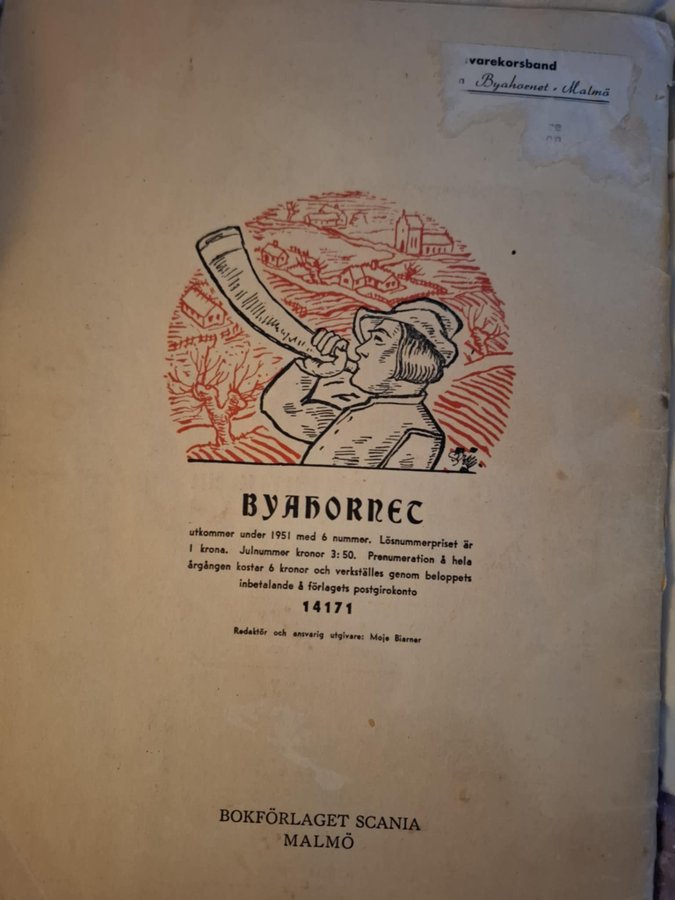 varekorsband
Byahornet, Malmö
BYAHORNET
utkommer under 1951 med 6 nummer. Lösnummerpriset är
1 krona. Julnummer kronor 3:50. Prenumeration å hela
årgången kostar 6 kronor och verkställes genom beloppets
inbetalande å förlagets postgirokonto
14171
Redaktör och ansvarig utgivare: Moje Biarner
BOKFÖRLAGET SCANIA
MALMÖ